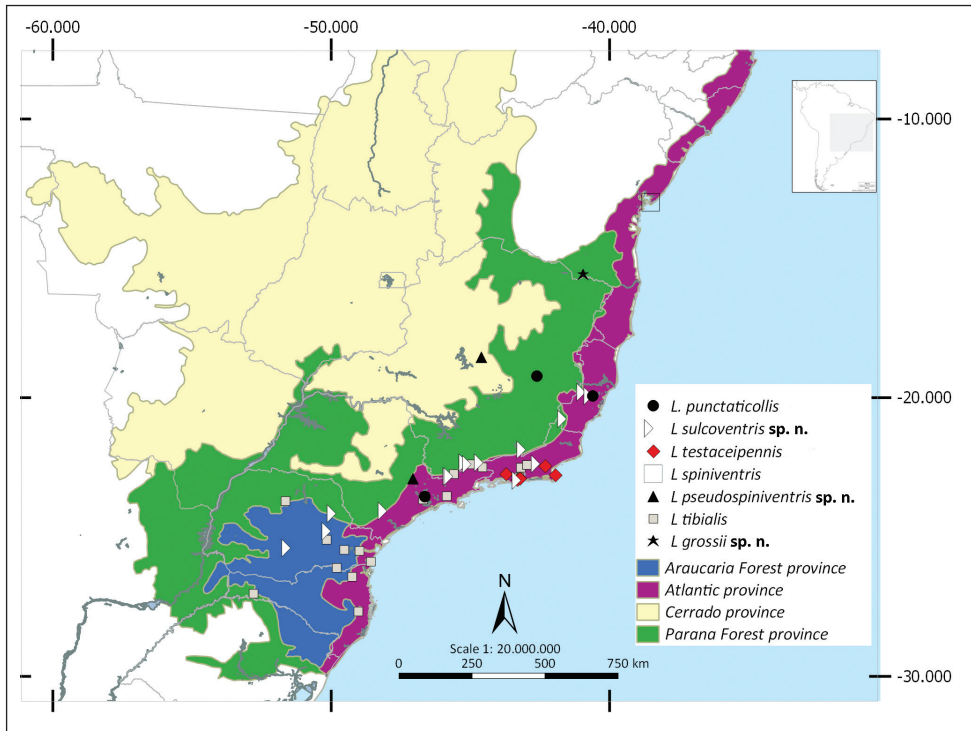 -60.000
-50.000
-40.000
-10.000
-20.000
L. punctaticollis
L sulcoventris sp. n.
L testaceipennis
L spiniventris
L pseudospiniventris sp. n.
L tibialis
L grossii sp. n.
Araucaria Forest province
Atlantic province
Cerrado province
Parana Forest province
N
Scale 1: 20.000.000
0 250 500 750 km
-30.000